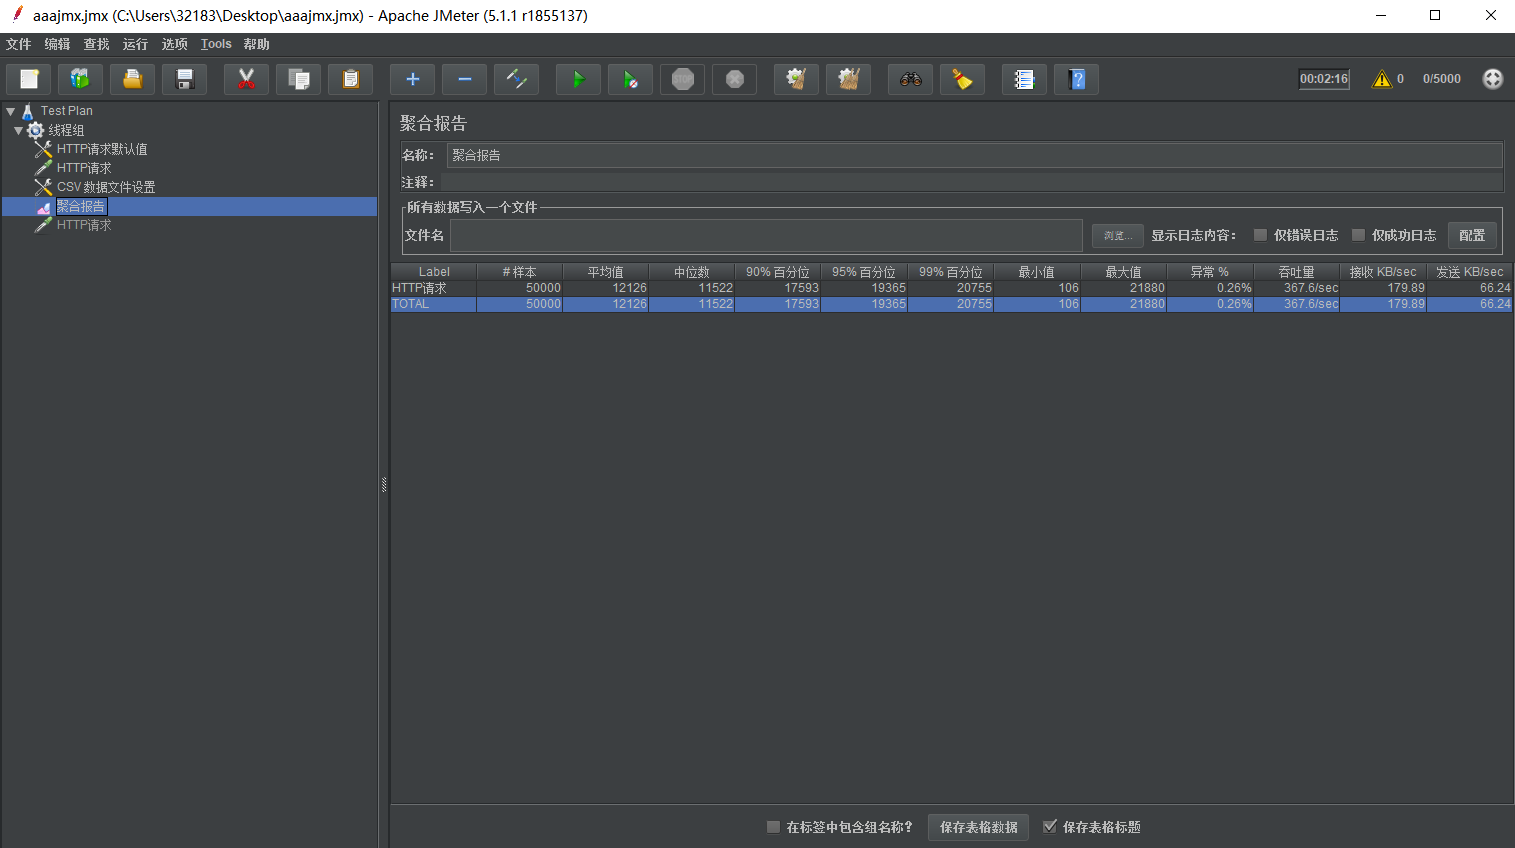 aaajmx.jmx (C:\Users\32183\Desktop\aaajmx.jmx) - Apache JMeter (5.1.1 r1855137)
文件 编辑 查找 运行 选项 Tools 帮助
STOP 00:02:16 0 0/5000
Test Plan
线程组
HTTP请求默认值
HTTP请求
CSV 数据文件设置
聚合报告
HTTP请求
聚合报告
名称: 聚合报告
注释:
所有数据写入一个文件
文件名 浏览... 显示日志内容: 仅错误日志 仅成功日志 配置
Label # 样本 平均值 中位数 90% 百分位 95% 百分位 99% 百分位 最小值 最大值 异常 % 吞吐量 接收 KB/sec 发送 KB/sec
HTTP请求 50000 12126 11522 17593 19365 20755 106 21880 0.26% 367.6/sec 179.89 66.24
TOTAL 50000 12126 11522 17593 19365 20755 106 21880 0.26% 367.6/sec 179.89 66.24
在标签中包含组名称? 保存表格数据 保存表格标题